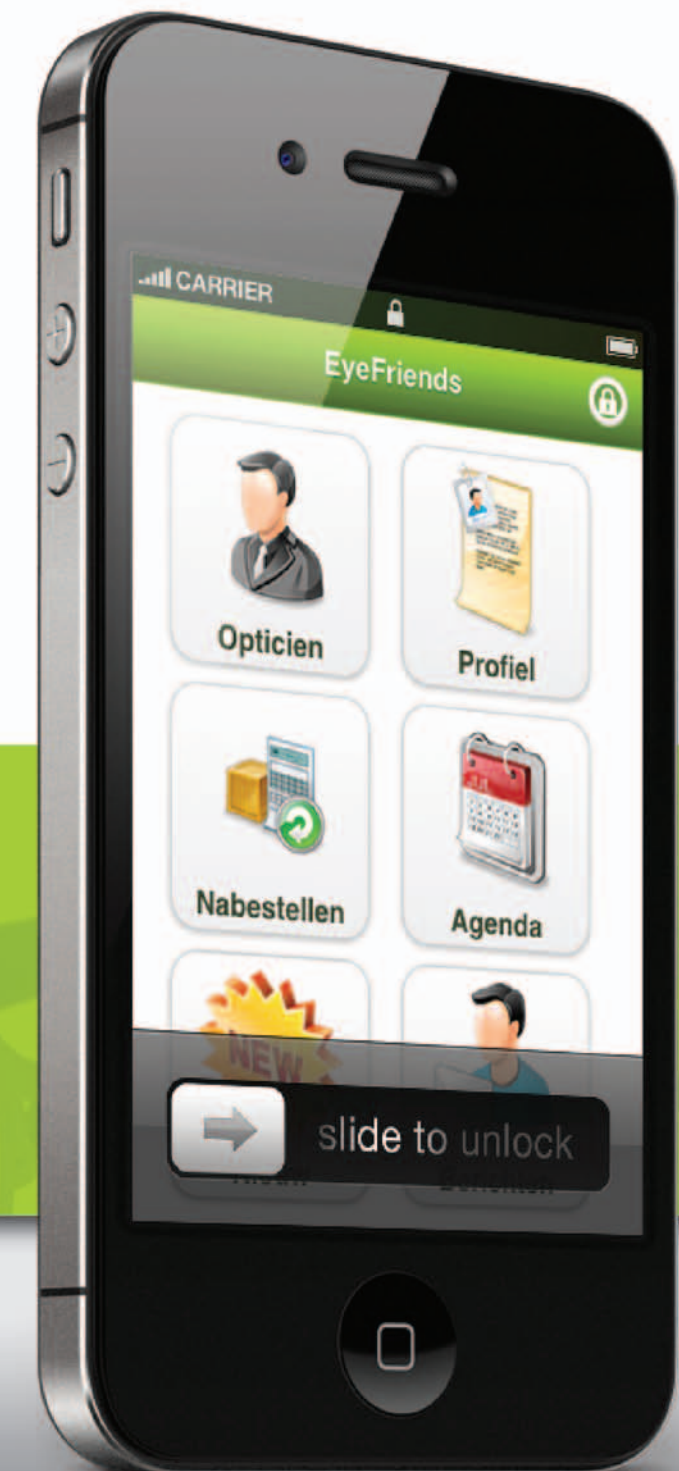 CARRIER
EyeFriends
Opticien
Profiel
Nabestellen
Agenda
NEW
slide to unlock